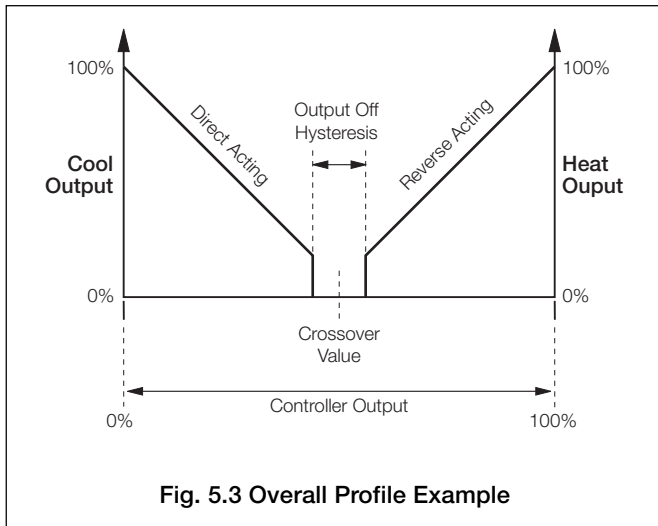 100%
100%
Direct Acting
Output Off
Hysteresis
Reverse Acting
Cool
Output
Heat
Ouput
0%
0%
Crossover
Value
Controller Output
0%
100%
Fig. 5.3 Overall Profile Example